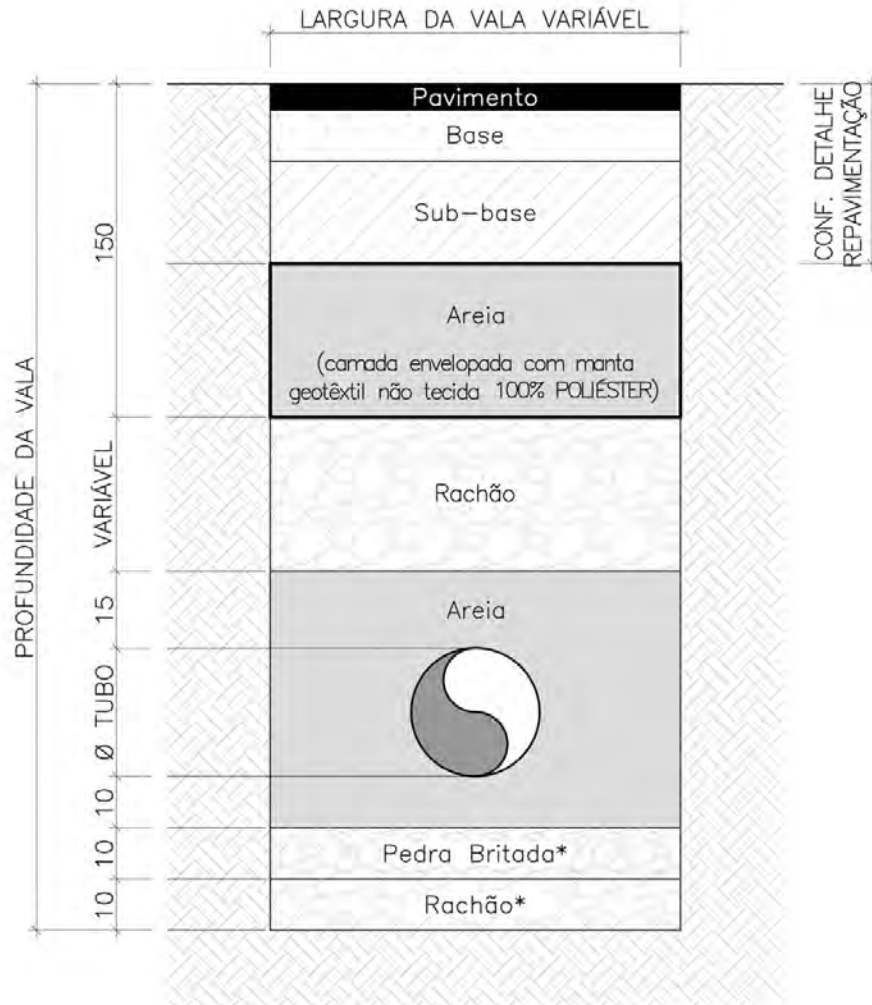 LARGURA DA VALA VARIÁVEL
Pavimento
Base
Sub-base
Areia
(camada envelopada com manta
geotêxtil não tecida 100% POLIÉSTER)
Rachão
Areia
Pedra Britada*
Rachão*
PROFUNDIDADE DA VALA
150
VARIÁVEL
15
Ø TUBO
10
10
10
CONF. DETALHE
REPAVIMENTAÇÃO